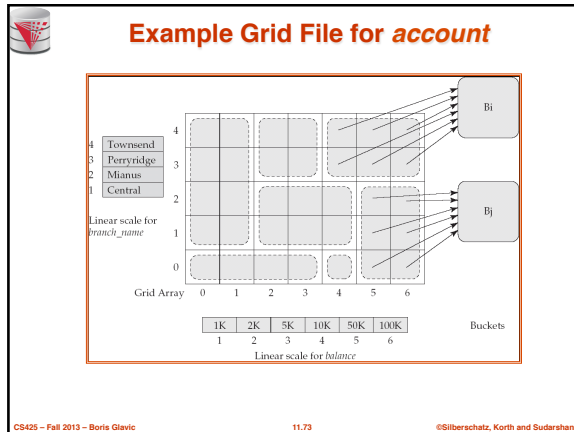 Example Grid File for account
Bi
4
4 Townsend
3 Perryridge
3
2 Mianus
1 Central
2
Bj
Linear scale for
branch_name
1
0
Grid Array 0 1 2 3 4 5 6
1K 2K 5K 10K 50K 100K Buckets
1 2 3 4 5 6
Linear scale for balance
CS425 – Fall 2013 – Boris Glavic 11.73 ©Silberschatz, Korth and Sudarshan